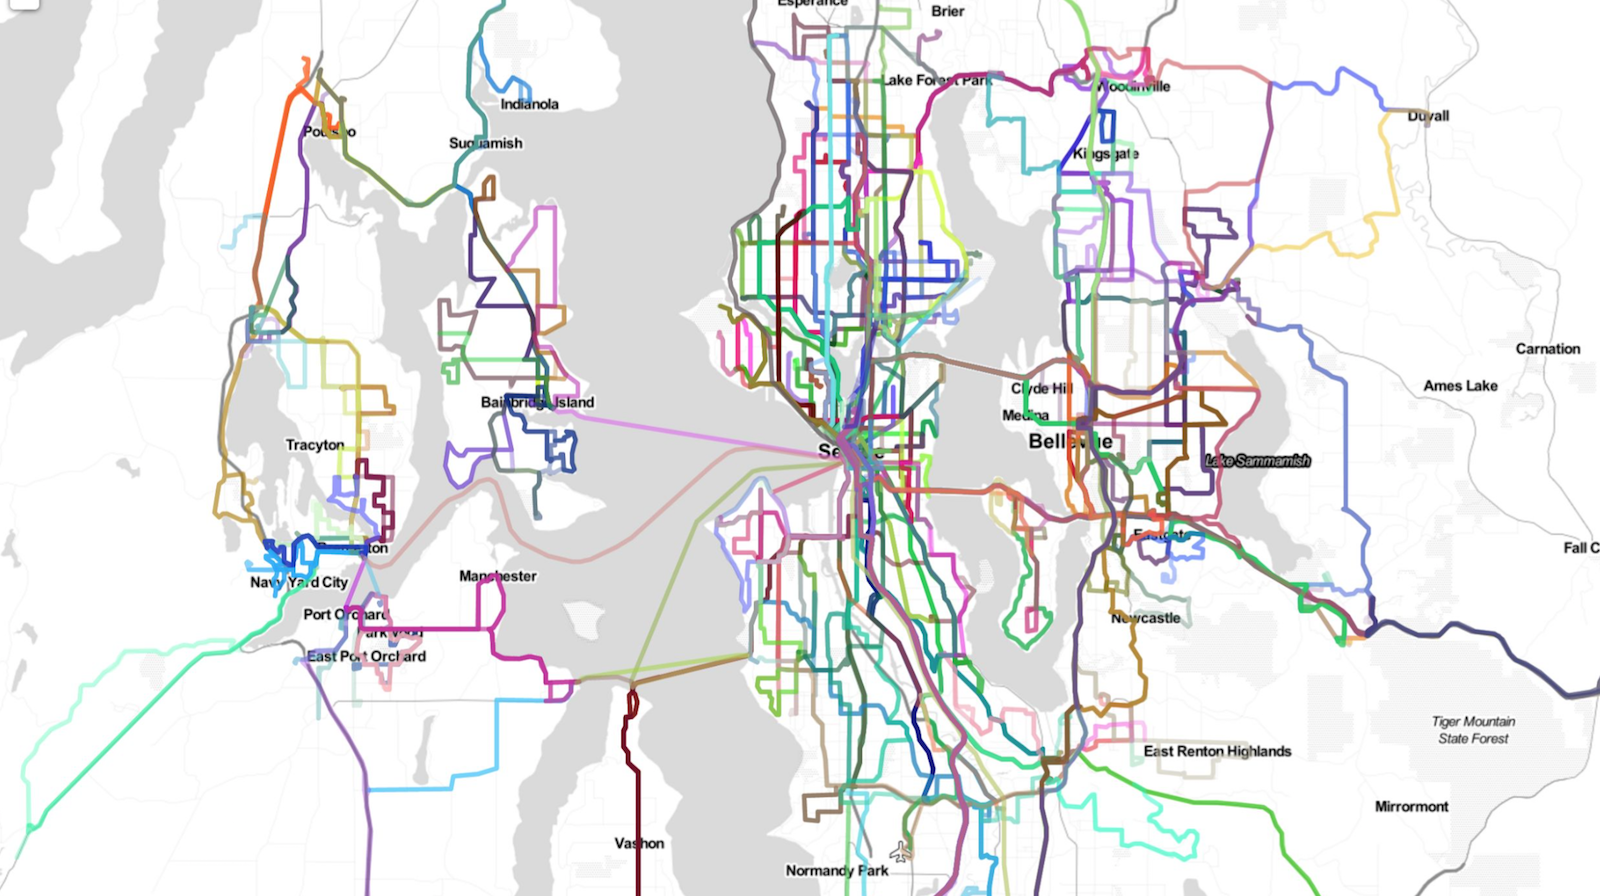 Esperance
Brier
Lake Forest Park
Woodinville
Indianola
Duvall
Poulsbo
Suquamish
Kingsgate
Carnation
Ames Lake
Clyde Hill
Bainbridge Island
Medina
Bellevue
Tracyton
Seattle
Lake Sammamish
Eastgate
Fall C
Bremerton
Navy Yard City
Manchester
Port Orchard
Parkwood
Newcastle
East Port Orchard
Tiger Mountain
State Forest
East Renton Highlands
Mirrormont
Vashon
Normandy Park